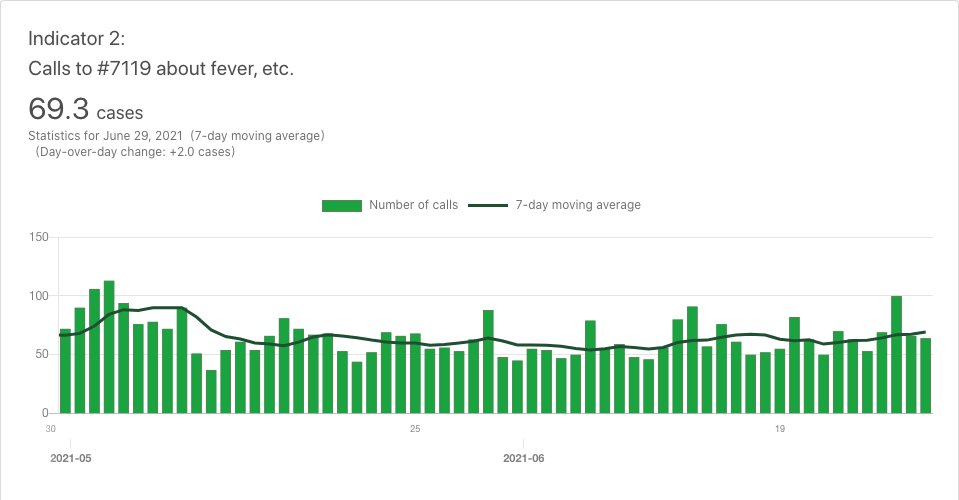 Indicator 2:
Calls to #7119 about fever, etc.
69.3 cases
Statistics for June 29, 2021 (7-day moving average)
(Day-over-day change: +2.0 cases)
Number of calls 7-day moving average
150
100
50
0
30 25 19
2021-05 2021-06